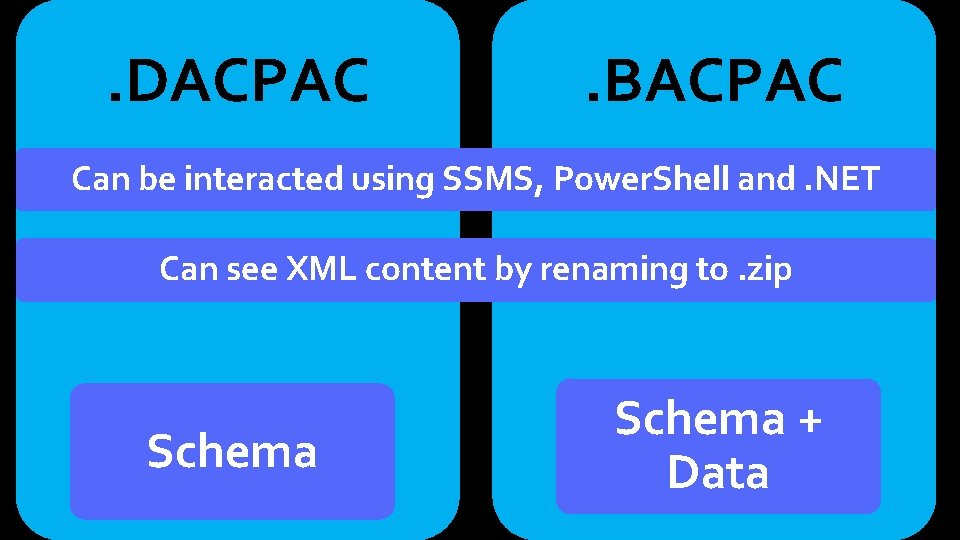 .DACPAC
.BACPAC
Can be interacted using SSMS, Power.Shell and .NET
Can see XML content by renaming to .zip
Schema
Schema +
Data